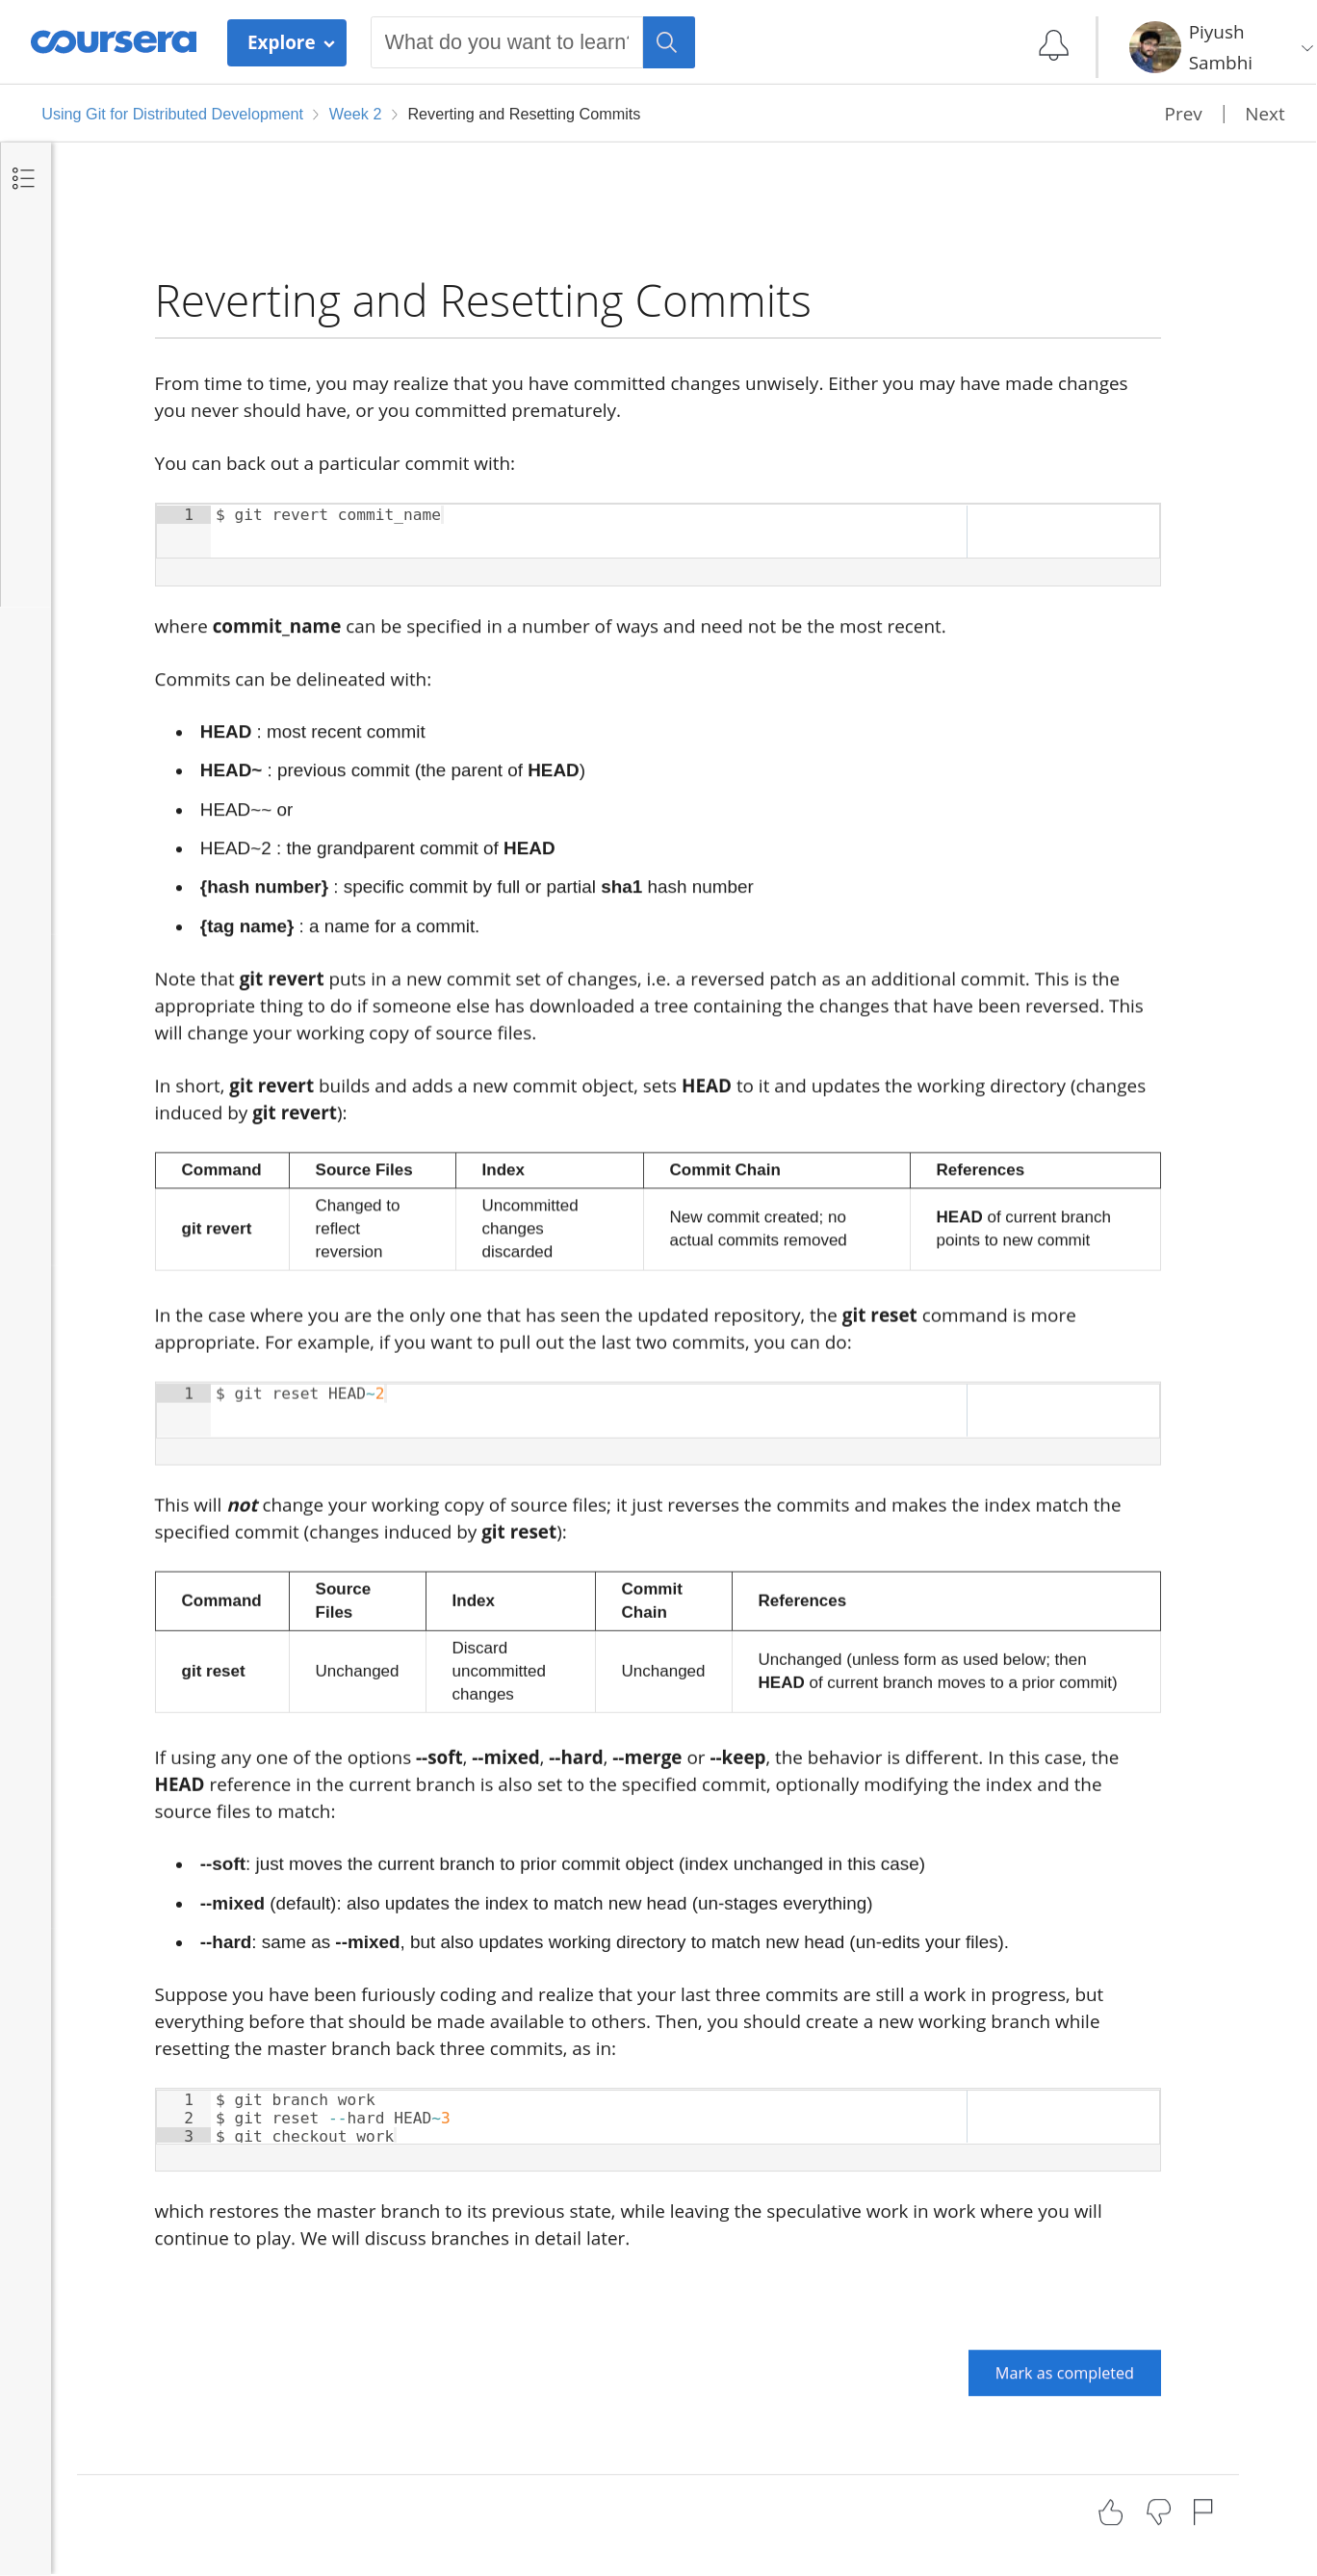 coursera
Explore
What do you want to learn?
Piyush
Sambhi
Using Git for Distributed Development > Week 2 > Reverting and Resetting Commits
Prev | Next
Reverting and Resetting Commits
From time to time, you may realize that you have committed changes unwisely. Either you may have made changes
you never should have, or you committed prematurely.
You can back out a particular commit with:
1 $ git revert commit_name
where commit_name can be specified in a number of ways and need not be the most recent.
Commits can be delineated with:
• HEAD : most recent commit
• HEAD~ : previous commit (the parent of HEAD)
• HEAD~~ or
• HEAD~2 : the grandparent commit of HEAD
• {hash number} : specific commit by full or partial sha1 hash number
• {tag name} : a name for a commit.
Note that git revert puts in a new commit set of changes, i.e. a reversed patch as an additional commit. This is the
appropriate thing to do if someone else has downloaded a tree containing the changes that have been reversed. This
will change your working copy of source files.
In short, git revert builds and adds a new commit object, sets HEAD to it and updates the working directory (changes
induced by git revert):
Command Source Files Index Commit Chain References
git revert
Changed to
reflect
reversion
Uncommitted
changes
discarded
New commit created; no
actual commits removed
HEAD of current branch
points to new commit
In the case where you are the only one that has seen the updated repository, the git reset command is more
appropriate. For example, if you want to pull out the last two commits, you can do:
1 $ git reset HEAD~2
This will not change your working copy of source files; it just reverses the commits and makes the index match the
specified commit (changes induced by git reset):
Command
Source
Files
Index
Commit
Chain
References
git reset
Unchanged
Discard
uncommitted
changes
Unchanged
Unchanged (unless form as used below; then
HEAD of current branch moves to a prior commit)
If using any one of the options --soft, --mixed, --hard, --merge or --keep, the behavior is different. In this case, the
HEAD reference in the current branch is also set to the specified commit, optionally modifying the index and the
source files to match:
• --soft: just moves the current branch to prior commit object (index unchanged in this case)
• --mixed (default): also updates the index to match new head (un-stages everything)
• --hard: same as --mixed, but also updates working directory to match new head (un-edits your files).
Suppose you have been furiously coding and realize that your last three commits are still a work in progress, but
everything before that should be made available to others. Then, you should create a new working branch while
resetting the master branch back three commits, as in:
1 $ git branch work
2 $ git reset --hard HEAD~3
3 $ git checkout work
which restores the master branch to its previous state, while leaving the speculative work in work where you will
continue to play. We will discuss branches in detail later.
Mark as completed